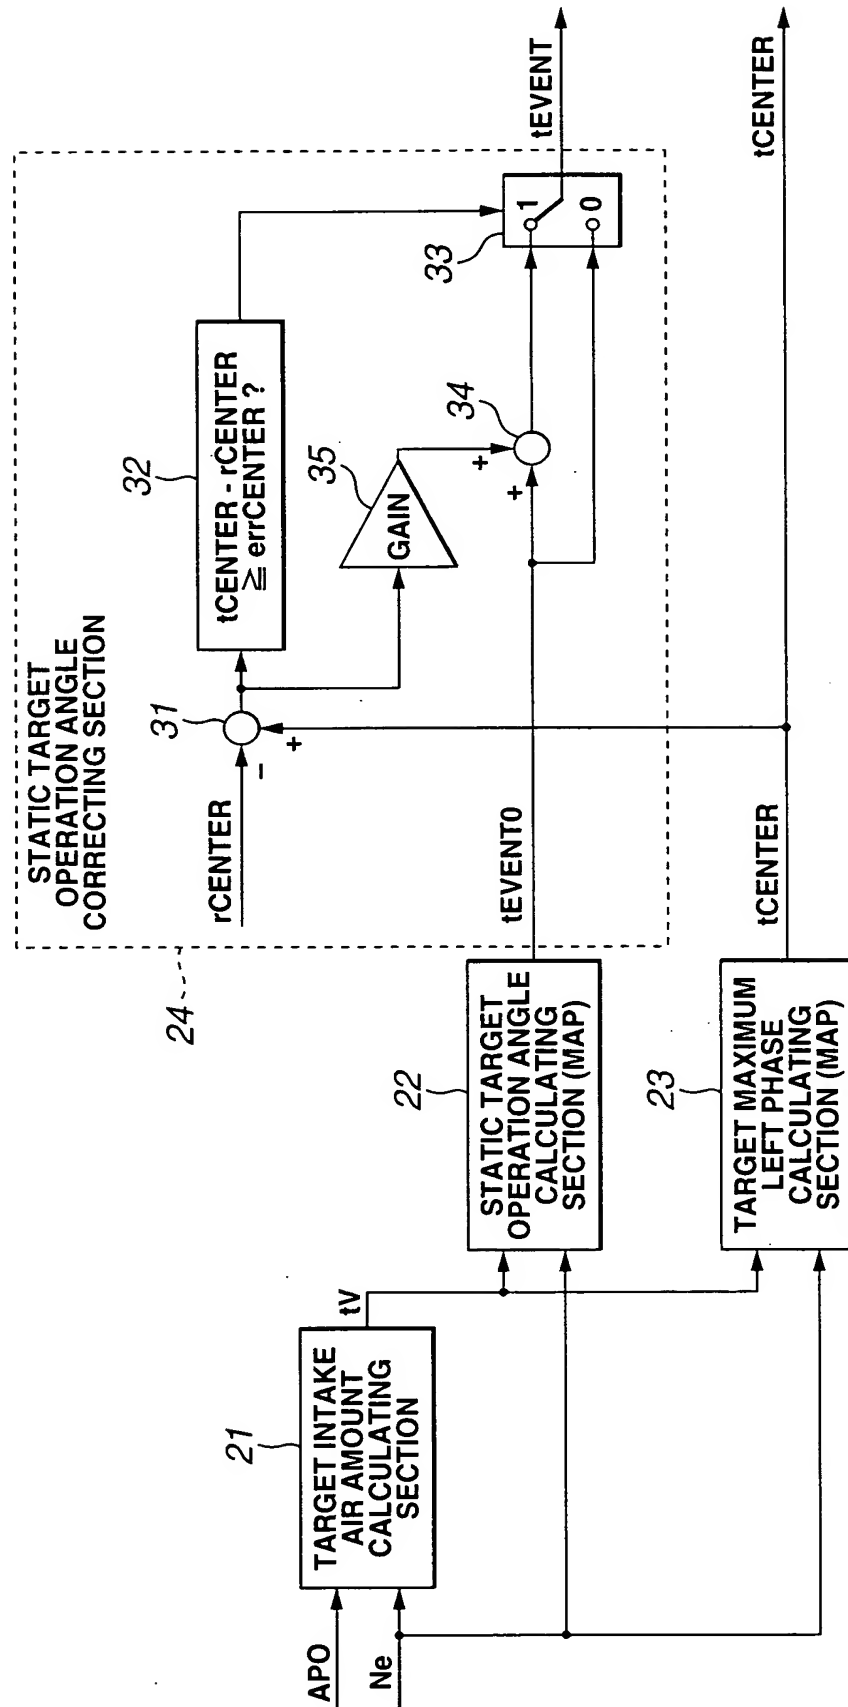 APO
Ne
21
TARGET INTAKE
AIR AMOUNT
CALCULATING
SECTION
tV
22
STATIC TARGET
OPERATION ANGLE
CALCULATING
SECTION (MAP)
23
TARGET MAXIMUM
LEFT PHASE
CALCULATING
SECTION (MAP)
24
STATIC TARGET
OPERATION ANGLE
CORRECTING SECTION
rCENTER
-
+
31
32
tCENTER - rCENTER
≧ errCENTER ?
35
GAIN
tEVENT0
+
+
34
33
1
0
tEVENT
tCENTER
tCENTER